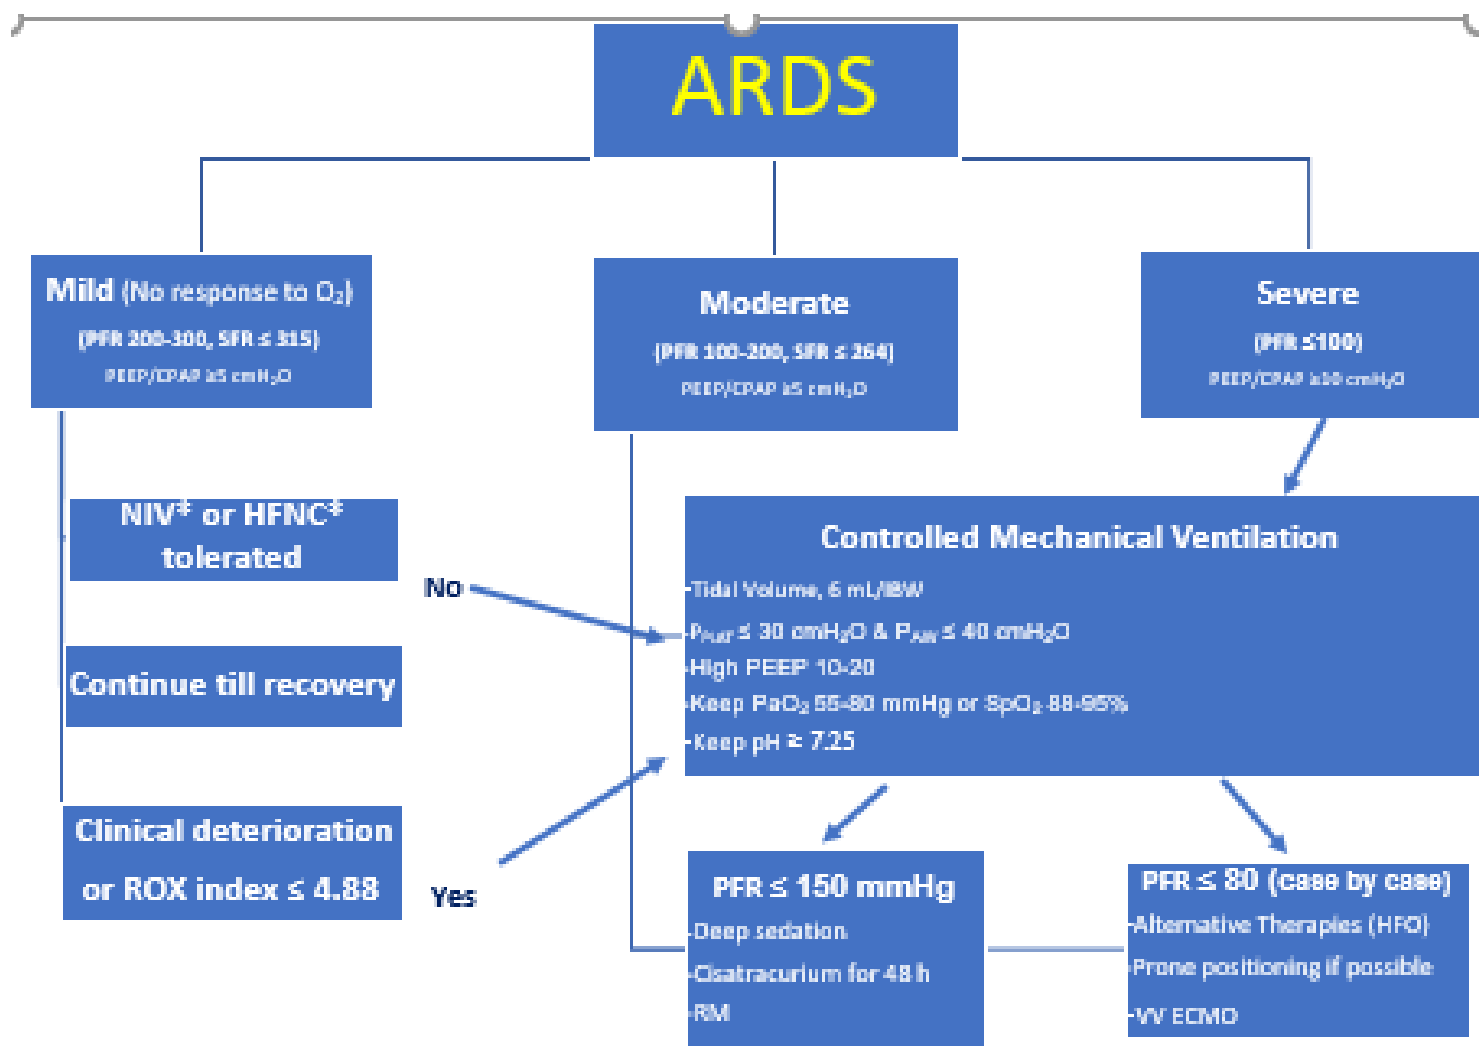 ARDS
Mild (No response to O₂)
(PFR 200-300, SFR ≤ 315)
PEEP/CPAP ≥5 cmH₂O
Moderate
(PFR 100-200, SFR ≤ 264)
PEEP/CPAP ≥5 cmH₂O
Severe
(PFR ≤100)
PEEP/CPAP ≥10 cmH₂O
NIV* or HFNC*
tolerated
No
Continue till recovery
Clinical deterioration
or ROX index ≤ 4.88
Yes
Controlled Mechanical Ventilation
-Tidal Volume, 6 mL/IBW
-P_PLAT ≤ 30 cmH₂O & P_AW ≤ 40 cmH₂O
-High PEEP 10-20
-Keep PaO₂ 55-80 mmHg or SpO₂ 88-95%
-Keep pH ≥ 7.25
PFR ≤ 150 mmHg
-Deep sedation
-Cisatracurium for 48 h
-RM
PFR ≤ 80 (case by case)
-Alternative Therapies (HFO)
-Prone positioning if possible
-VV ECMO